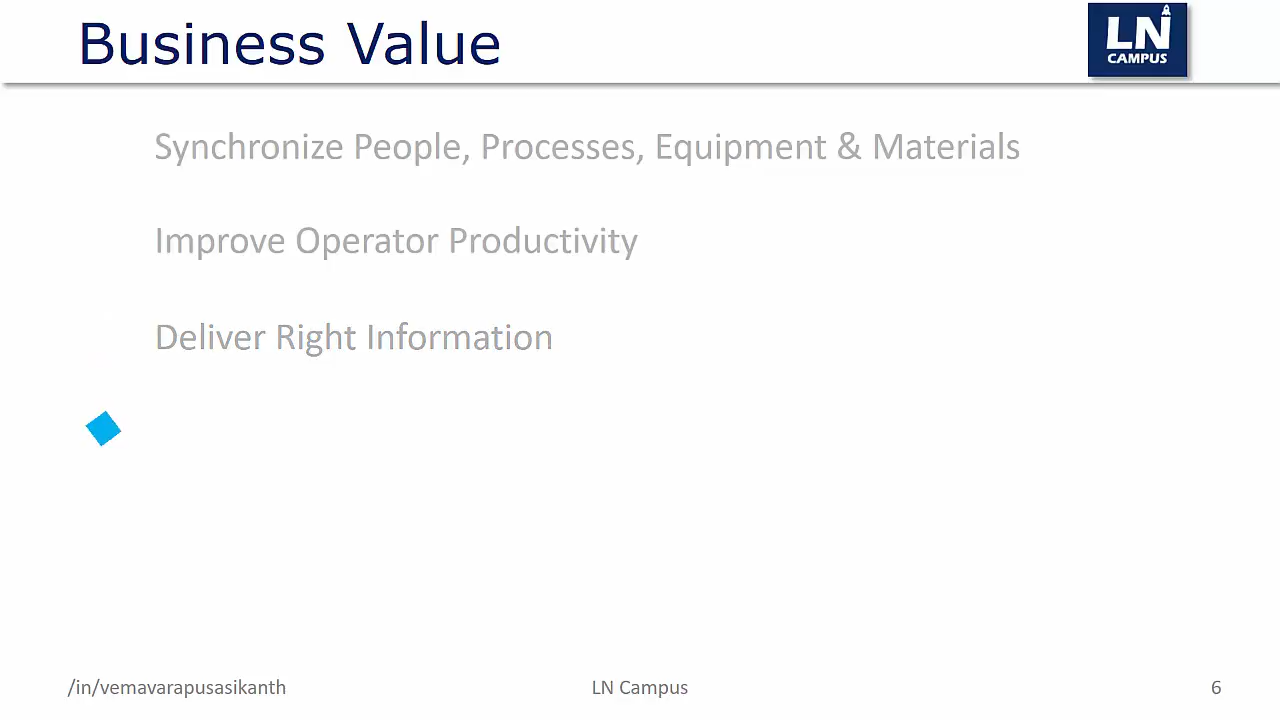 Business Value
LN
CAMPUS
Synchronize People, Processes, Equipment & Materials
Improve Operator Productivity
Deliver Right Information
/in/vemavarapusasikanth
LN Campus
6